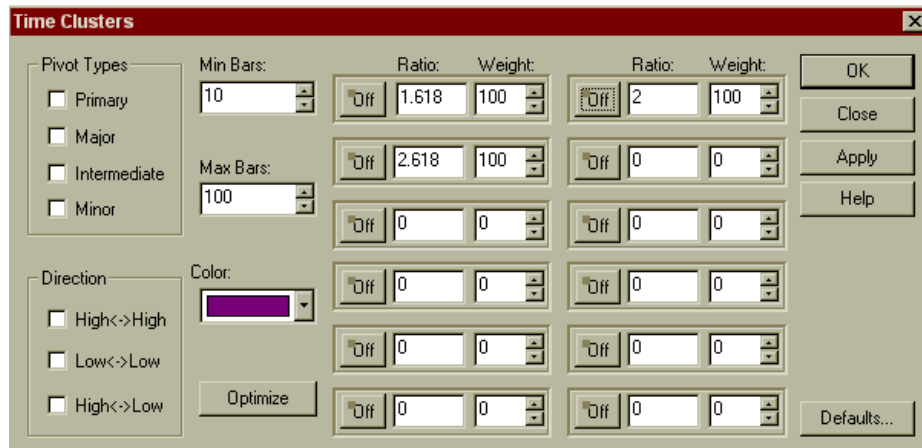 Time Clusters
Pivot Types
Primary
Major
Intermediate
Minor
Direction
High<->High
Low<->Low
High<->Low
Min Bars:
10
Max Bars:
100
Color:
Optimize
Ratio: Weight:
Off 1.618 100
Off 2.618 100
Off 0 0
Off 0 0
Off 0 0
Off 0 0
Ratio: Weight:
Off 2 100
Off 0 0
Off 0 0
Off 0 0
Off 0 0
Off 0 0
OK
Close
Apply
Help
Defaults...